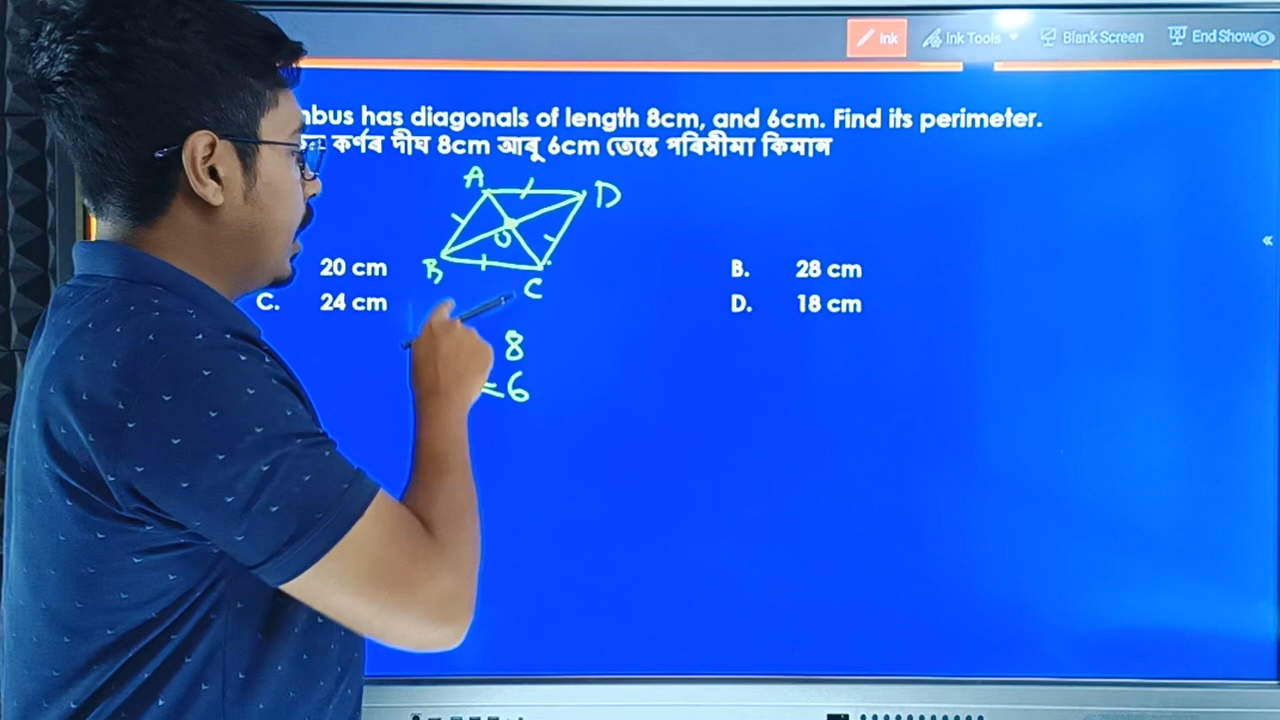 Ink Ink Tools Blank Screen End Show
has diagonals of length 8cm, and 6cm. Find its perimeter.
কৰ্ণৰ দীঘ 8cm আৰু 6cm তেন্তে পৰিসীমা কিমান
A
D
O
B
C
20 cm B. 28 cm
C. 24 cm D. 18 cm
8
=6